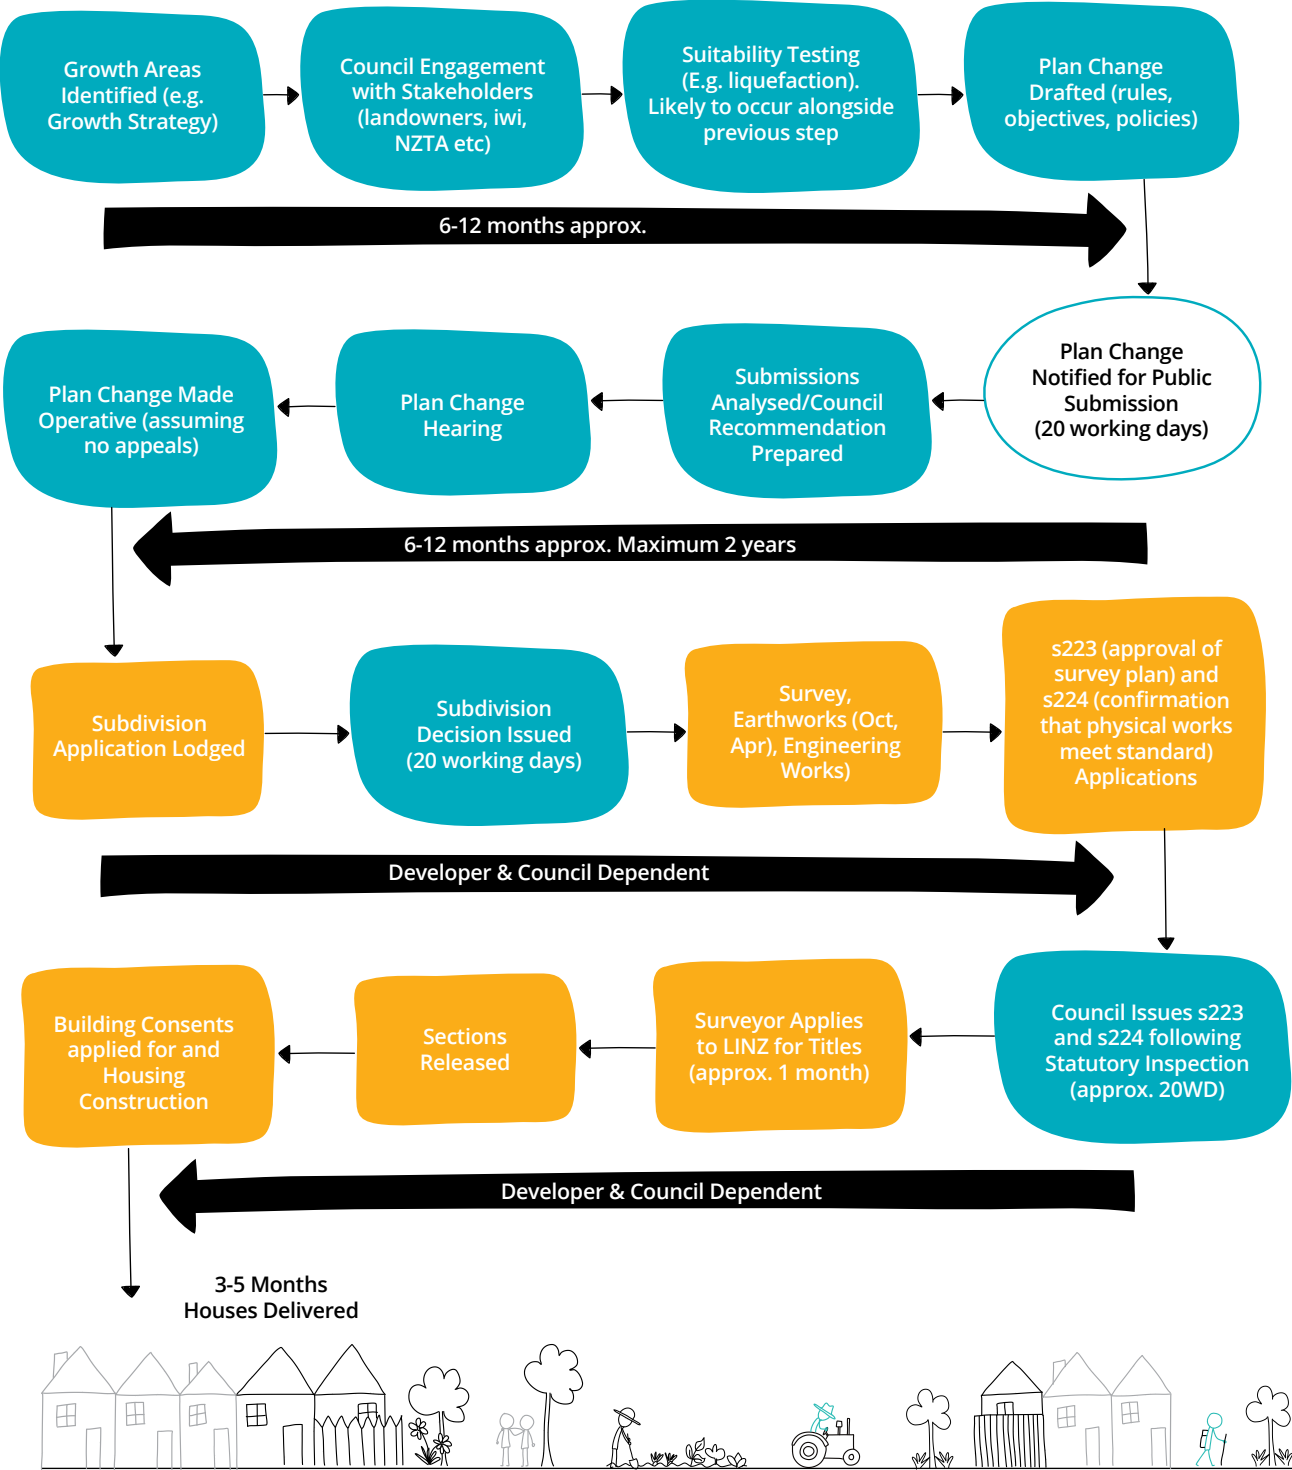 Growth Areas
Identified (e.g.
Growth Strategy)
Council Engagement
with Stakeholders
(landowners, iwi,
NZTA etc)
Suitability Testing
(E.g. liquefaction).
Likely to occur alongside
previous step
Plan Change
Drafted (rules,
objectives, policies)
6-12 months approx.
Plan Change
Notified for Public
Submission
(20 working days)
Submissions
Analysed/Council
Recommendation
Prepared
Plan Change
Hearing
Plan Change Made
Operative (assuming
no appeals)
6-12 months approx. Maximum 2 years
Subdivision
Application Lodged
Subdivision
Decision Issued
(20 working days)
Survey,
Earthworks (Oct,
Apr), Engineering
Works)
s223 (approval of
survey plan) and
s224 (confirmation
that physical works
meet standard)
Applications
Developer & Council Dependent
Council Issues s223
and s224 following
Statutory Inspection
(approx. 20WD)
Surveyor Applies
to LINZ for Titles
(approx. 1 month)
Sections
Released
Building Consents
applied for and
Housing
Construction
Developer & Council Dependent
3-5 Months
Houses Delivered